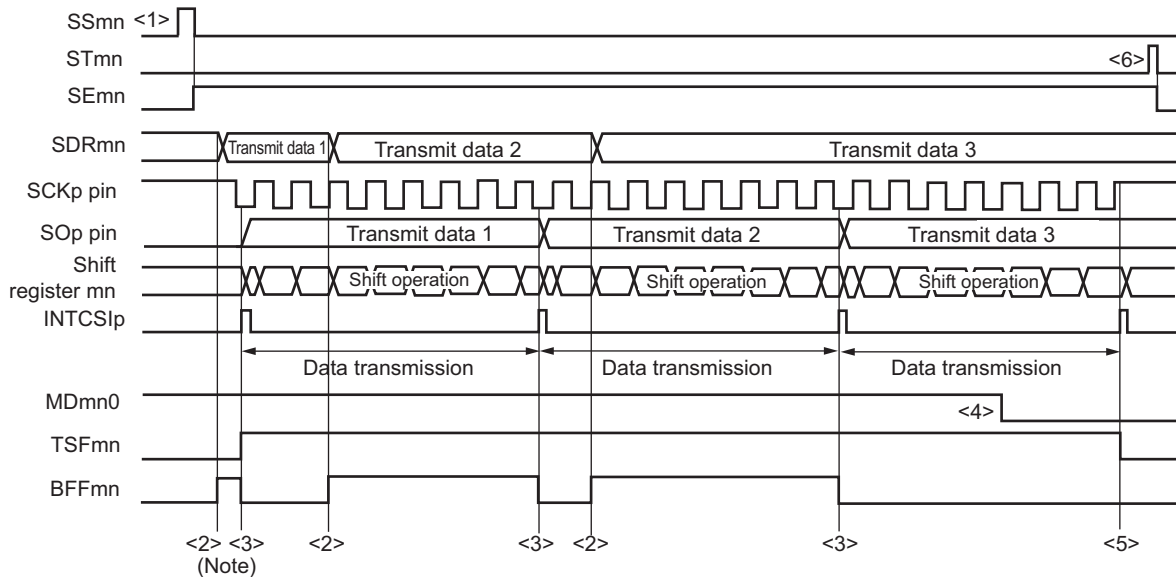 SSmn <1>
STmn <6>
SEmn
SDRmn Transmit data 1 Transmit data 2 Transmit data 3
SCKp pin
SOp pin Transmit data 1 Transmit data 2 Transmit data 3
Shift
register mn Shift operation Shift operation Shift operation
INTCSIp
Data transmission Data transmission Data transmission
MDmn0 <4>
TSFmn
BFFmn
<2> <3> <2> <3> <2> <3> <5>
(Note)